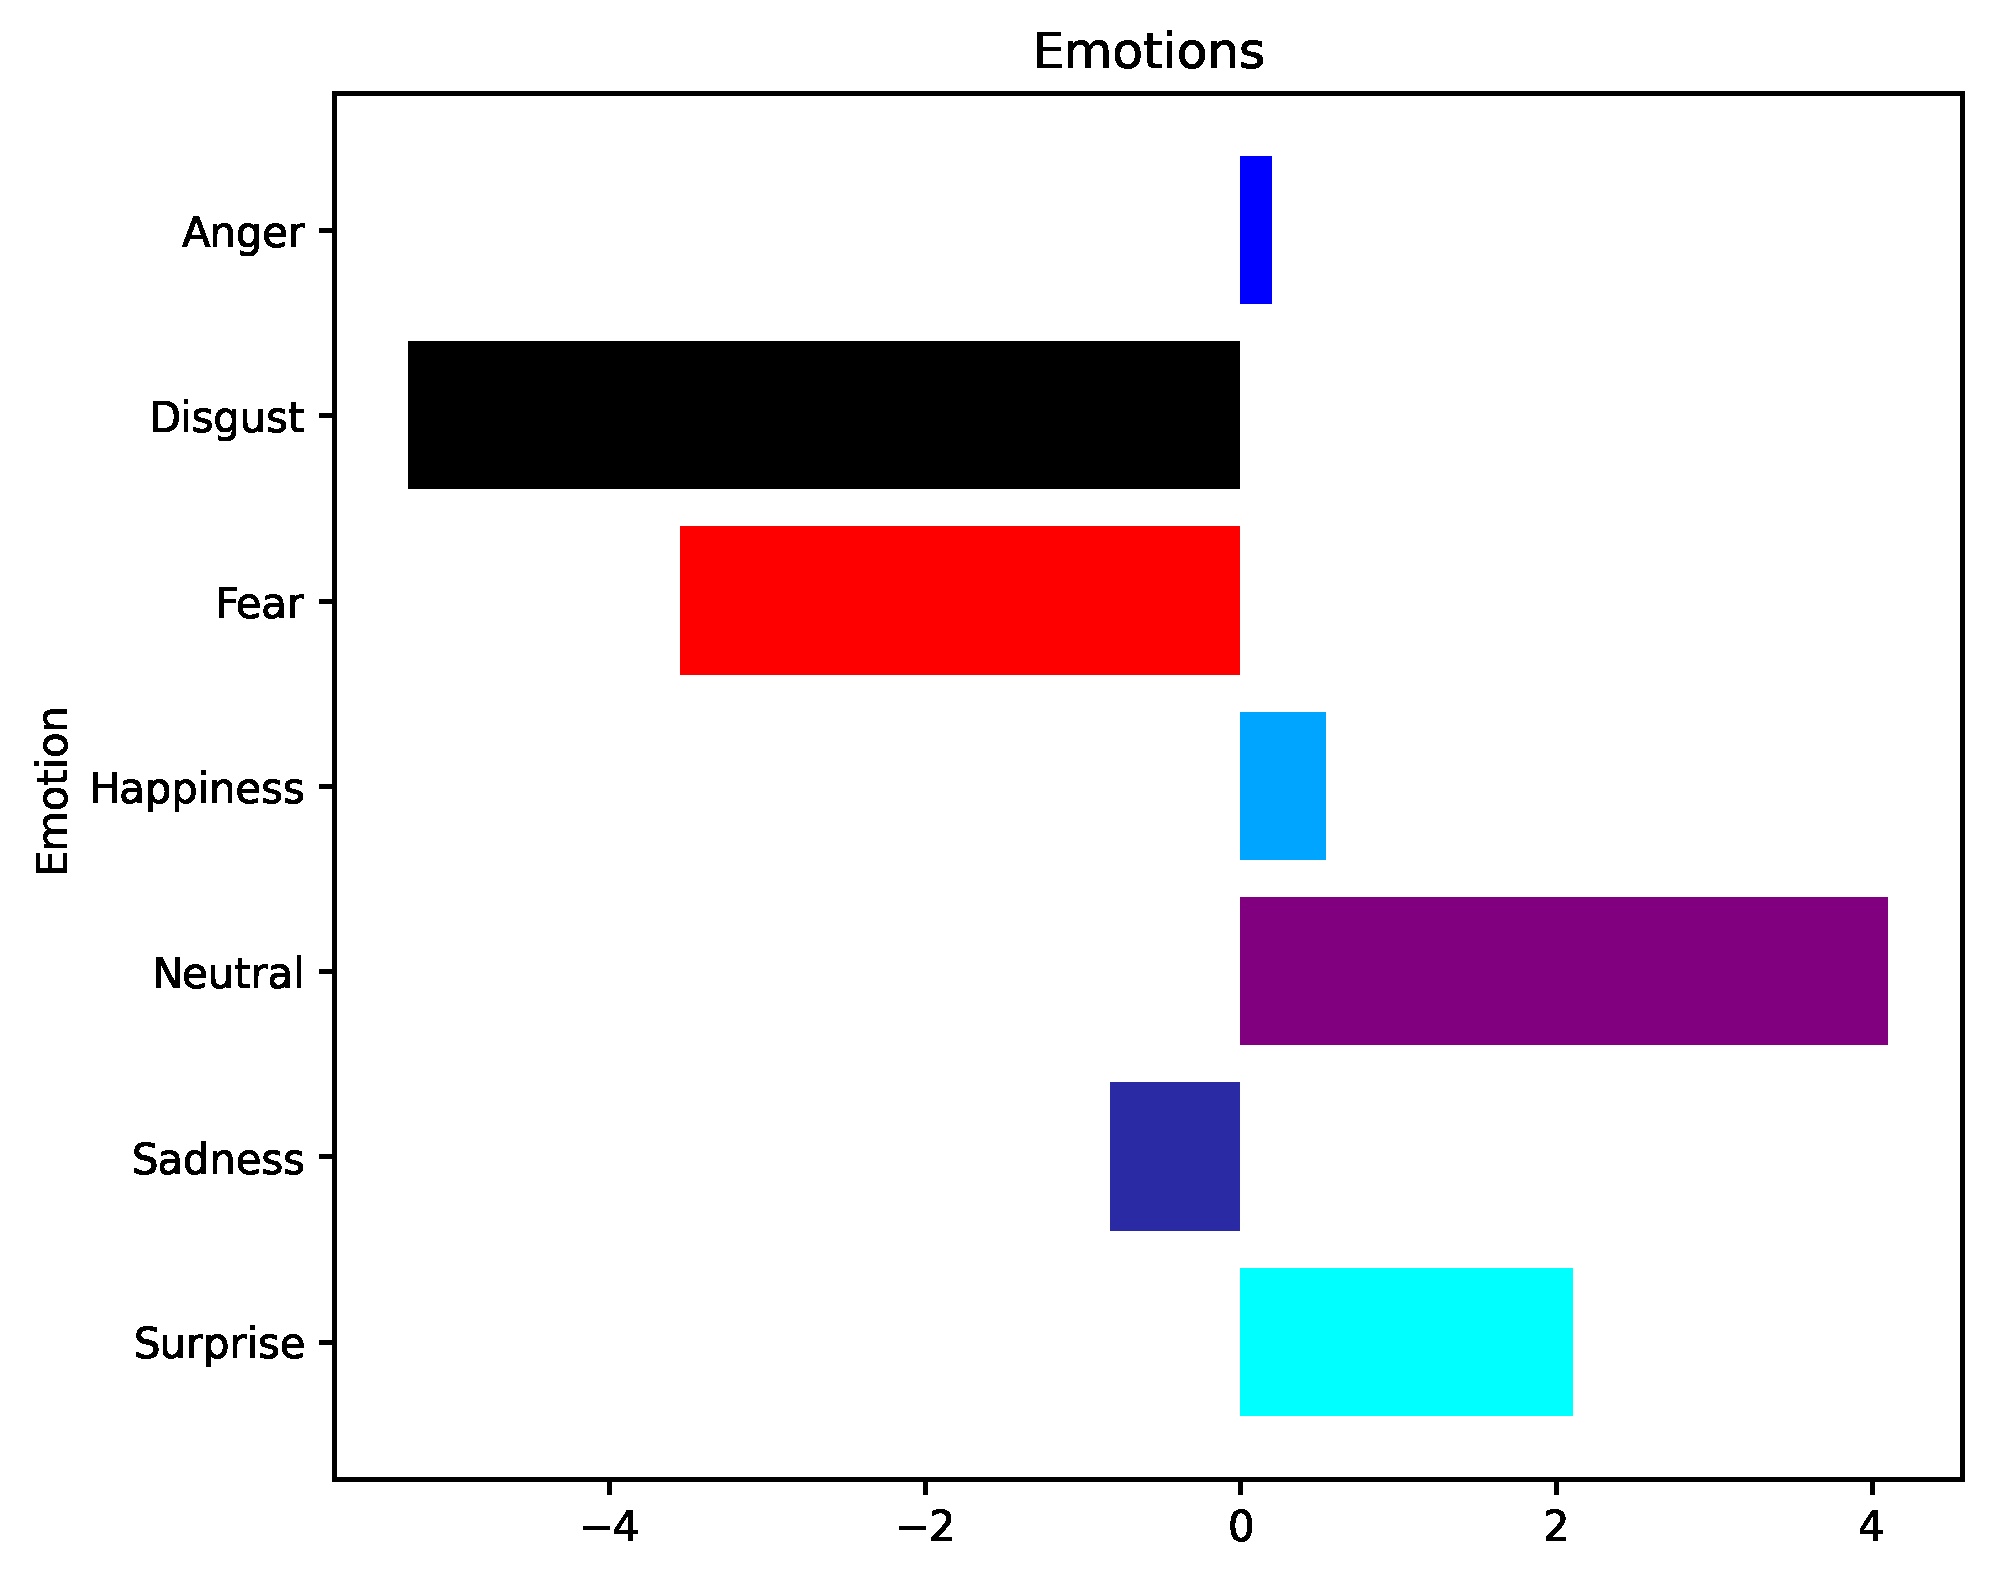 Emotions
Emotion
Anger
Disgust
Fear
Happiness
Neutral
Sadness
Surprise
−4 −2 0 2 4